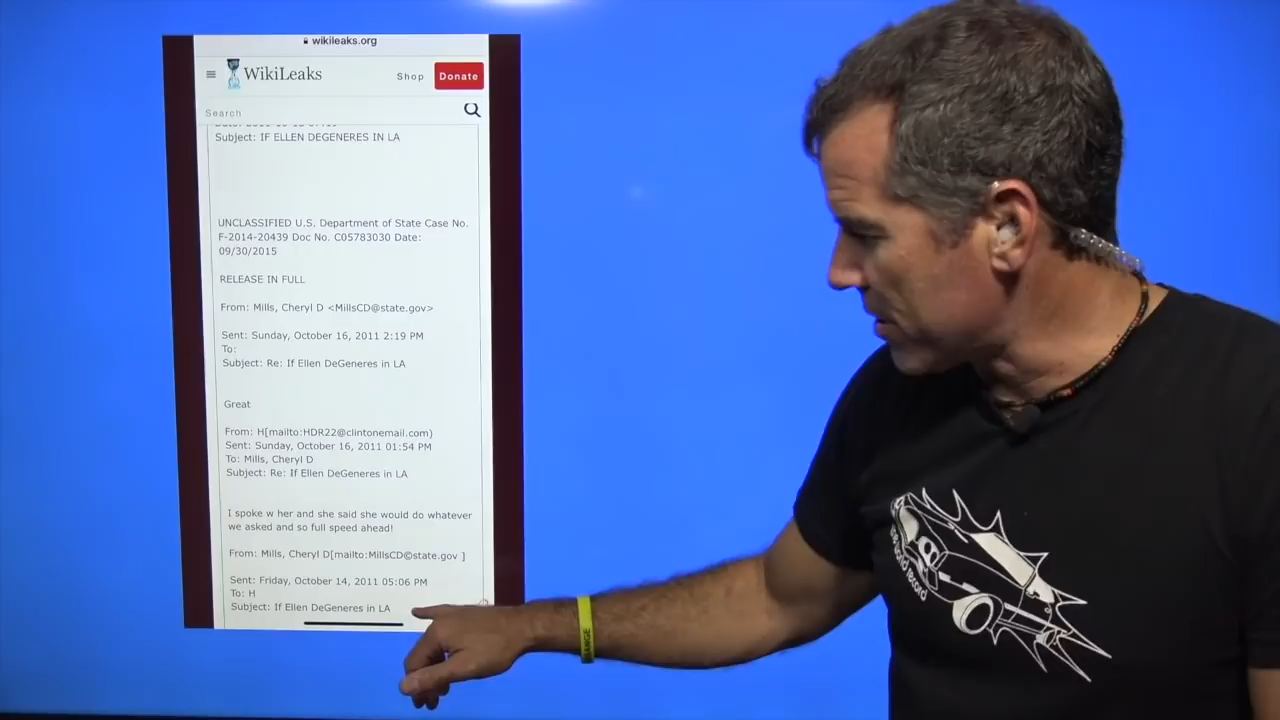 wikileaks.org
WikiLeaks
Shop
Donate
Search
Subject: IF ELLEN DEGENERES IN LA
UNCLASSIFIED U.S. Department of State Case No.
F-2014-20439 Doc No. C05783030 Date:
09/30/2015
RELEASE IN FULL
From: Mills, Cheryl D <MillsCD@state.gov>
Sent: Sunday, October 16, 2011 2:19 PM
To:
Subject: Re: If Ellen DeGeneres in LA
Great
From: H[mailto:HDR22@clintonemail.com)
Sent: Sunday, October 16, 2011 01:54 PM
To: Mills, Cheryl D
Subject: Re: If Ellen DeGeneres in LA
I spoke w her and she said she would do whatever
we asked and so full speed ahead!
From: Mills, Cheryl D[mailto:MillsCD©state.gov ]
Sent: Friday, October 14, 2011 05:06 PM
To: H
Subject: If Ellen DeGeneres in LA
record